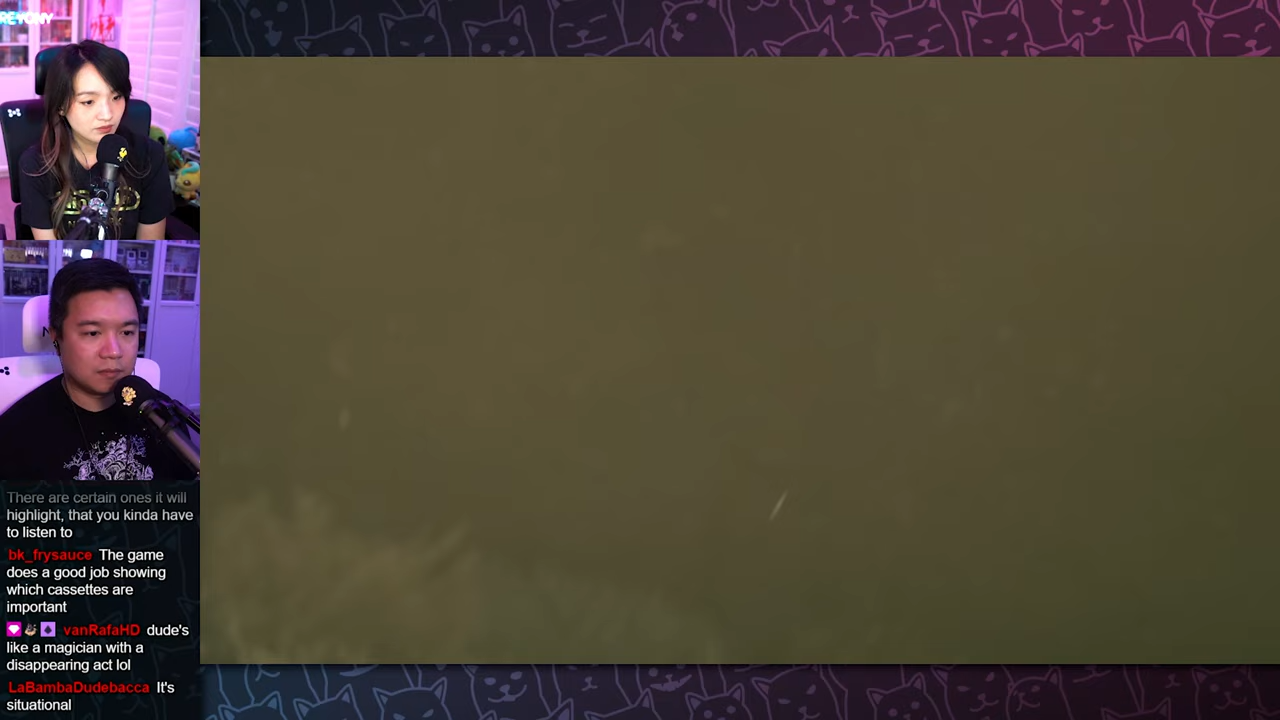 There are certain ones it will
highlight, that you kinda have
to listen to
bk_frysauce The game
does a good job showing
which cassettes are
important
vanRafaHD dude's
like a magician with a
disappearing act lol
LaBambaDudebacca It's
situational